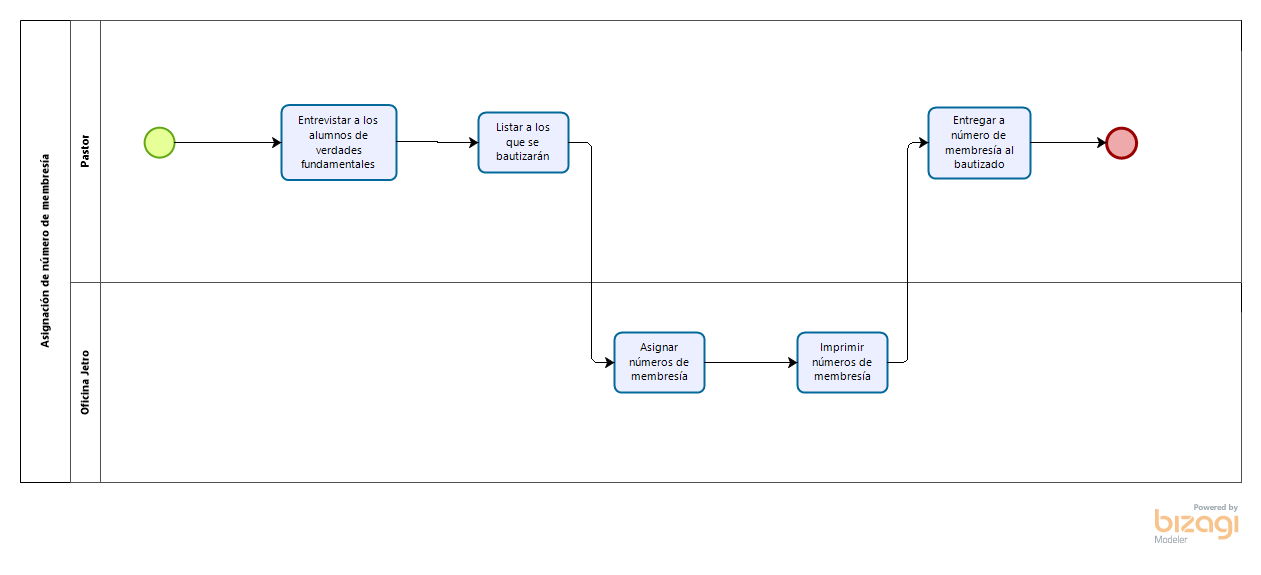 Asignación de número de membresía
Pastor
Entrevistar a los
alumnos de
verdades
fundamentales
Listar a los
que se
bautizarán
Entregar a
número de
membresía al
bautizado
Oficina Jetro
Asignar
números de
membresía
Imprimir
números de
membresía
Powered by
bizagi
Modeler